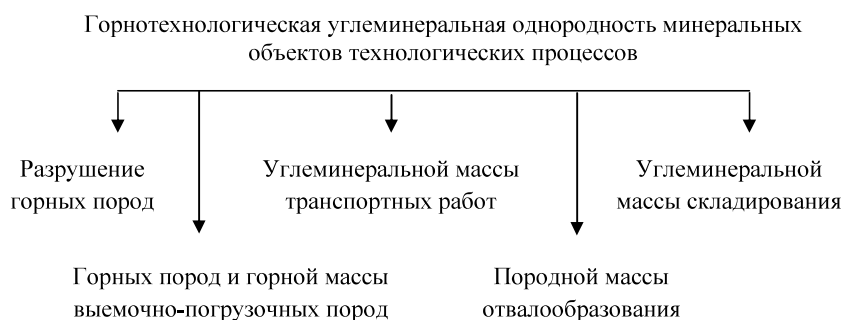 Горнотехнологическая углеминеральная однородность минеральных
объектов технологических процессов
Разрушение
горных пород
Углеминеральной массы
транспортных работ
Углеминеральной
массы складирования
Горных пород и горной массы
выемочно-погрузочных пород
Породной массы
отвалообразования